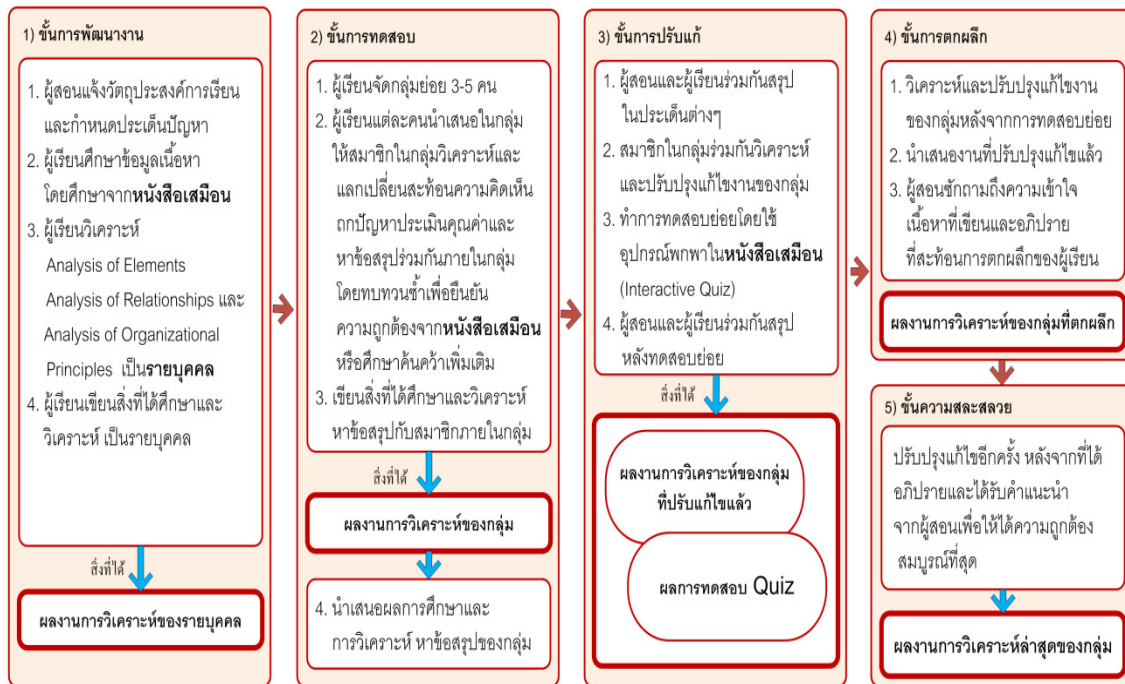 1) ขั้นการพัฒนางาน
1. ผู้สอนแจ้งวัตถุประสงค์การเรียน
และกำหนดประเด็นปัญหา
2. ผู้เรียนศึกษาข้อมูลเนื้อหา
โดยศึกษาจากหนังสือเสมือน
3. ผู้เรียนวิเคราะห์
Analysis of Elements
Analysis of Relationships และ
Analysis of Organizational
Principles เป็นรายบุคคล
4. ผู้เรียนเขียนสิ่งที่ได้ศึกษาและ
วิเคราะห์ เป็นรายบุคคล
สิ่งที่ได้
ผลงานการวิเคราะห์ของรายบุคคล
2) ขั้นการทดสอบ
1. ผู้เรียนจัดกลุ่มย่อย 3-5 คน
2. ผู้เรียนแต่ละคนนำเสนอในกลุ่ม
ให้สมาชิกในกลุ่มวิเคราะห์และ
แลกเปลี่ยนสะท้อนความคิดเห็น
ถกปัญหาประเมินคุณค่าและ
หาข้อสรุปร่วมกันภายในกลุ่ม
โดยทบทวนซ้ำเพื่อยืนยัน
ความถูกต้องจากหนังสือเสมือน
หรือศึกษาค้นคว้าเพิ่มเติม
3. เขียนสิ่งที่ได้ศึกษาและวิเคราะห์
หาข้อสรุปกับสมาชิกภายในกลุ่ม
สิ่งที่ได้
ผลงานการวิเคราะห์ของกลุ่ม
4. นำเสนอผลการศึกษาและ
การวิเคราะห์ หาข้อสรุปของกลุ่ม
3) ขั้นการปรับแก้
1. ผู้สอนและผู้เรียนร่วมกันสรุป
ในประเด็นต่างๆ
2. สมาชิกในกลุ่มร่วมกันวิเคราะห์
และปรับปรุงแก้ไขงานของกลุ่ม
3. ทำการทดสอบย่อยโดยใช้
อุปกรณ์พกพาในหนังสือเสมือน
(Interactive Quiz)
4. ผู้สอนและผู้เรียนร่วมกันสรุป
หลังทดสอบย่อย
สิ่งที่ได้
ผลงานการวิเคราะห์ของกลุ่ม
ที่ปรับแก้ไขแล้ว
ผลการทดสอบ Quiz
4) ขั้นการตกผลึก
1. วิเคราะห์และปรับปรุงแก้ไขงาน
ของกลุ่มหลังจากการทดสอบย่อย
2. นำเสนองานที่ปรับปรุงแก้ไขแล้ว
3. ผู้สอนซักถามถึงความเข้าใจ
เนื้อหาที่เขียนและอภิปราย
ที่สะท้อนการตกผลึกของผู้เรียน
ผลงานการวิเคราะห์ของกลุ่มที่ตกผลึก
5) ขั้นความสละสลวย
ปรับปรุงแก้ไขอีกครั้ง หลังจากที่ได้
อภิปรายและได้รับคำแนะนำ
จากผู้สอนเพื่อให้ได้ความถูกต้อง
สมบูรณ์ที่สุด
ผลงานการวิเคราะห์ล่าสุดของกลุ่ม